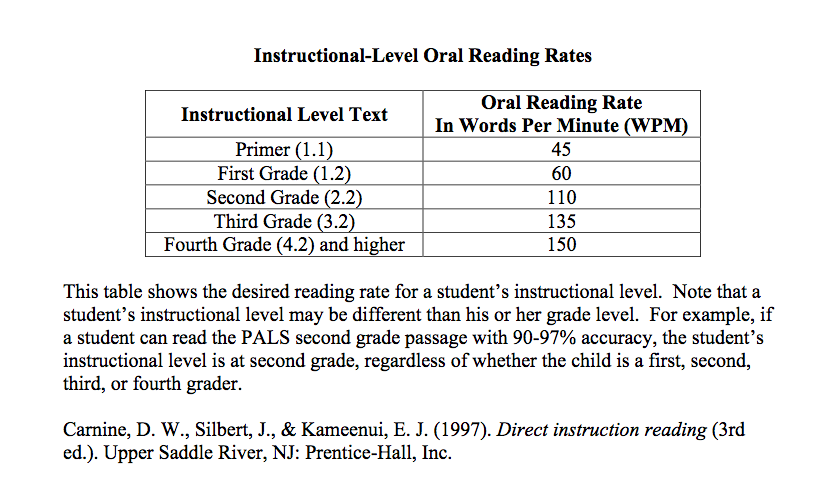 Instructional-Level Oral Reading Rates
Instructional Level Text
Oral Reading Rate
In Words Per Minute (WPM)
Primer (1.1) 45
First Grade (1.2) 60
Second Grade (2.2) 110
Third Grade (3.2) 135
Fourth Grade (4.2) and higher 150
This table shows the desired reading rate for a student’s instructional level.  Note that a
student’s instructional level may be different than his or her grade level.  For example, if
a student can read the PALS second grade passage with 90-97% accuracy, the student’s
instructional level is at second grade, regardless of whether the child is a first, second,
third, or fourth grader.
Carnine, D. W., Silbert, J., & Kameenui, E. J. (1997). Direct instruction reading (3rd
ed.). Upper Saddle River, NJ: Prentice-Hall, Inc.